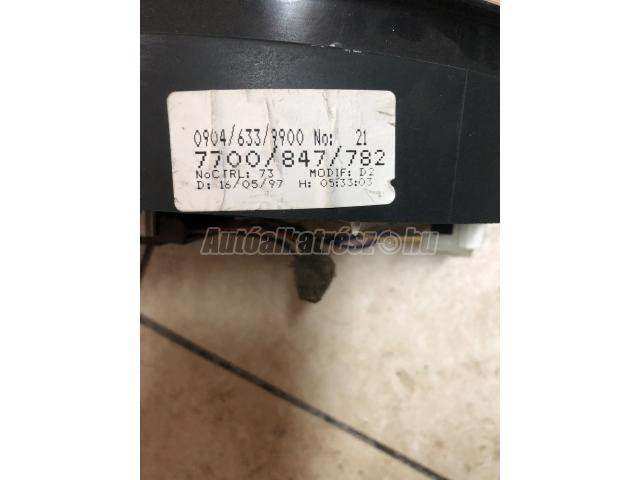 0904/633/9900 No: 21
7700/847/782
NoCTRL: 73 MODIF: D2
D: 16/05/97 H: 05:33:03
Autóalkatrész.hu